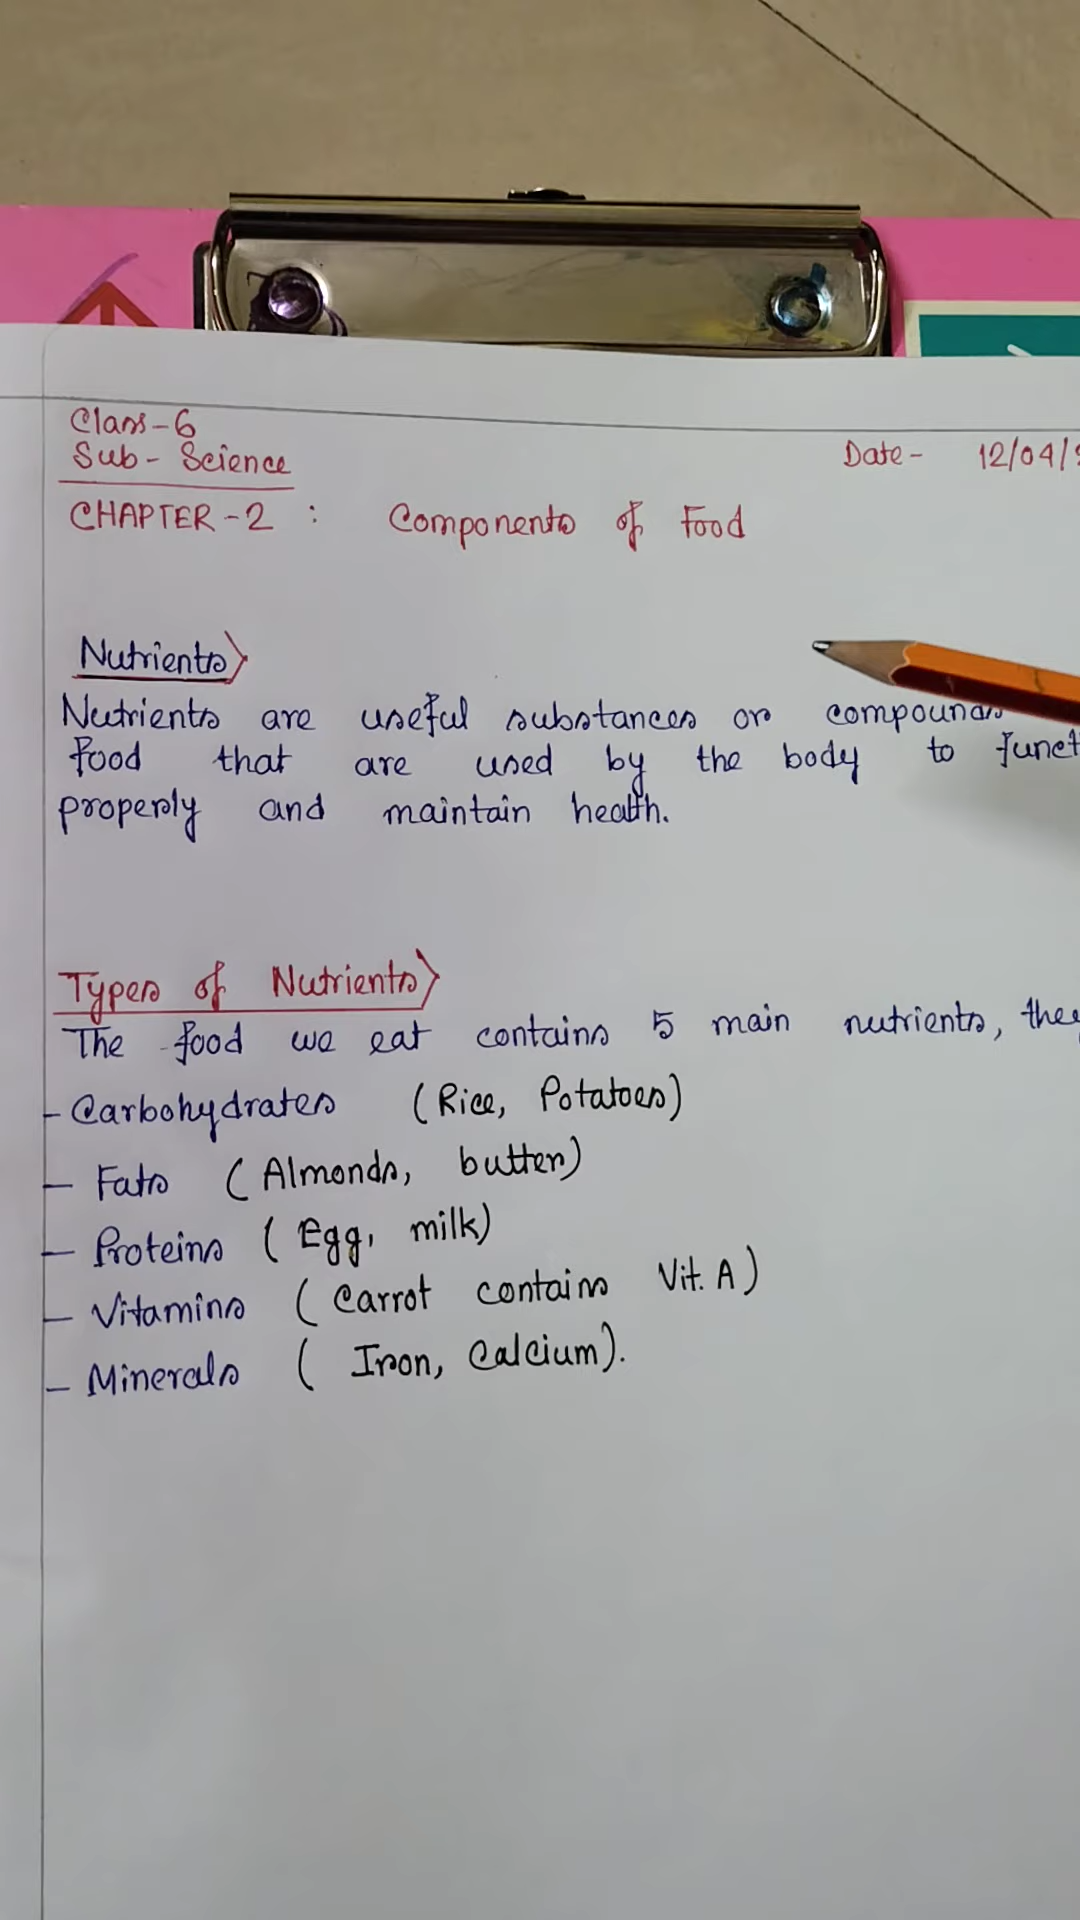 Class-6
Sub- Science
Date- 12/04/
CHAPTER-2 : Components of Food
Nutrients
Nutrients are useful substances or
food that are used by the body to
properly and maintain health.
Types of Nutrients
The food we eat contains 5 main nutrients,
- Carbohydrates (Rice, Potatoes)
- Fats (Almonds, butter)
- Proteins (Egg, milk)
- Vitamins (Carrot contains Vit. A)
- Minerals (Iron, Calcium).